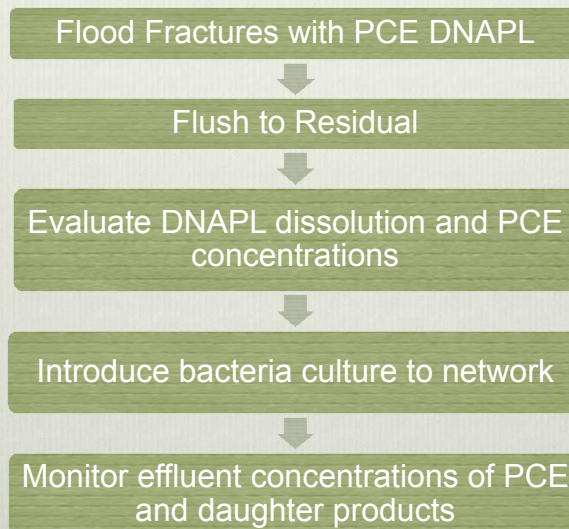 Flood Fractures with PCE DNAPL
Flush to Residual
Evaluate DNAPL dissolution and PCE
concentrations
Introduce bacteria culture to network
Monitor effluent concentrations of PCE
and daughter products